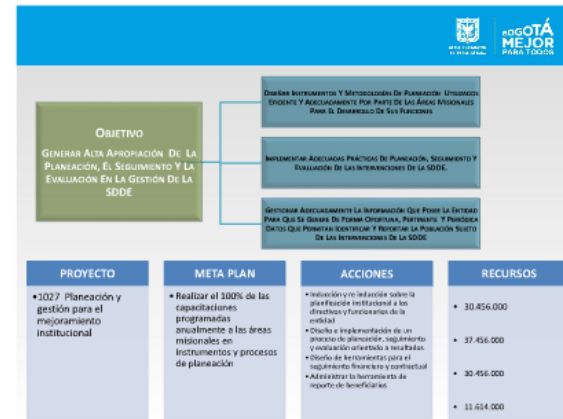 BOGOTÁ
MEJOR
PARA TODOS
DISEÑAR INSTRUMENTOS Y METODOLOGÍAS DE PLANEACIÓN UTILIZADOS
EFICIENTE Y ADECUADAMENTE POR PARTE DE LAS ÁREAS MISIONALES
PARA EL DESARROLLO DE SUS FUNCIONES
OBJETIVO
GENERAR ALTA APROPIACIÓN DE LA
PLANEACIÓN, EL SEGUIMIENTO Y LA
EVALUACIÓN EN LA GESTIÓN DE LA
SDDE
IMPLEMENTAR ADECUADAS PRÁCTICAS DE PLANEACIÓN, SEGUIMIENTO Y
EVALUACIÓN DE LAS INTERVENCIONES DE LA SDDE.
GESTIONAR ADECUADAMENTE LA INFORMACIÓN QUE POSEE LA ENTIDAD
PARA QUE SE GENERE DE FORMA OPORTUNA, PERTINENTE Y PERIÓDICA
DATOS QUE PERMITAN IDENTIFICAR Y REPORTAR LA POBLACIÓN SUJETO
DE LAS INTERVENCIONES DE LA SDDE
PROYECTO
•1027 Planeación y
gestión para el
mejoramiento
institucional
META PLAN
• Realizar el 100% de las
capacitaciones
programadas
anualmente a las áreas
misionales en
instrumentos y procesos
de planeación
ACCIONES
• Inducción y re inducción sobre la
planificación institucional a los
directivos y funcionarios de la
entidad
• Diseño e implementación de un
proceso de planeación, seguimiento
y evaluación orientado a resultados
• Diseño de herramientas para el
seguimiento financiero y contractual
• Administrar la herramienta de
reporte de beneficiarios
RECURSOS
• 30.456.000
• 37.456.000
• 30.456.000
• 11.614.000